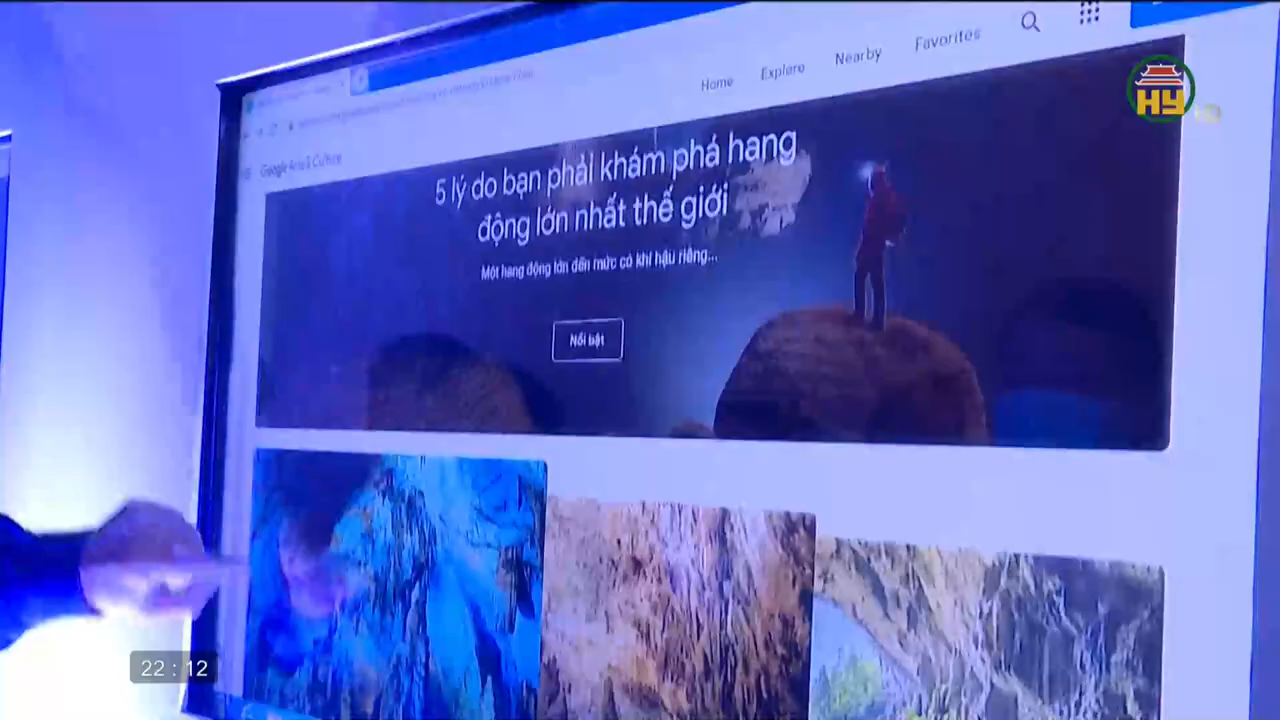 Home Explore Nearby Favorites
HY
Google Arts & Culture
5 lý do bạn phải khám phá hang
động lớn nhất thế giới
Một hang động lớn đến mức có khí hậu riêng...
Nổi bật
22 : 12